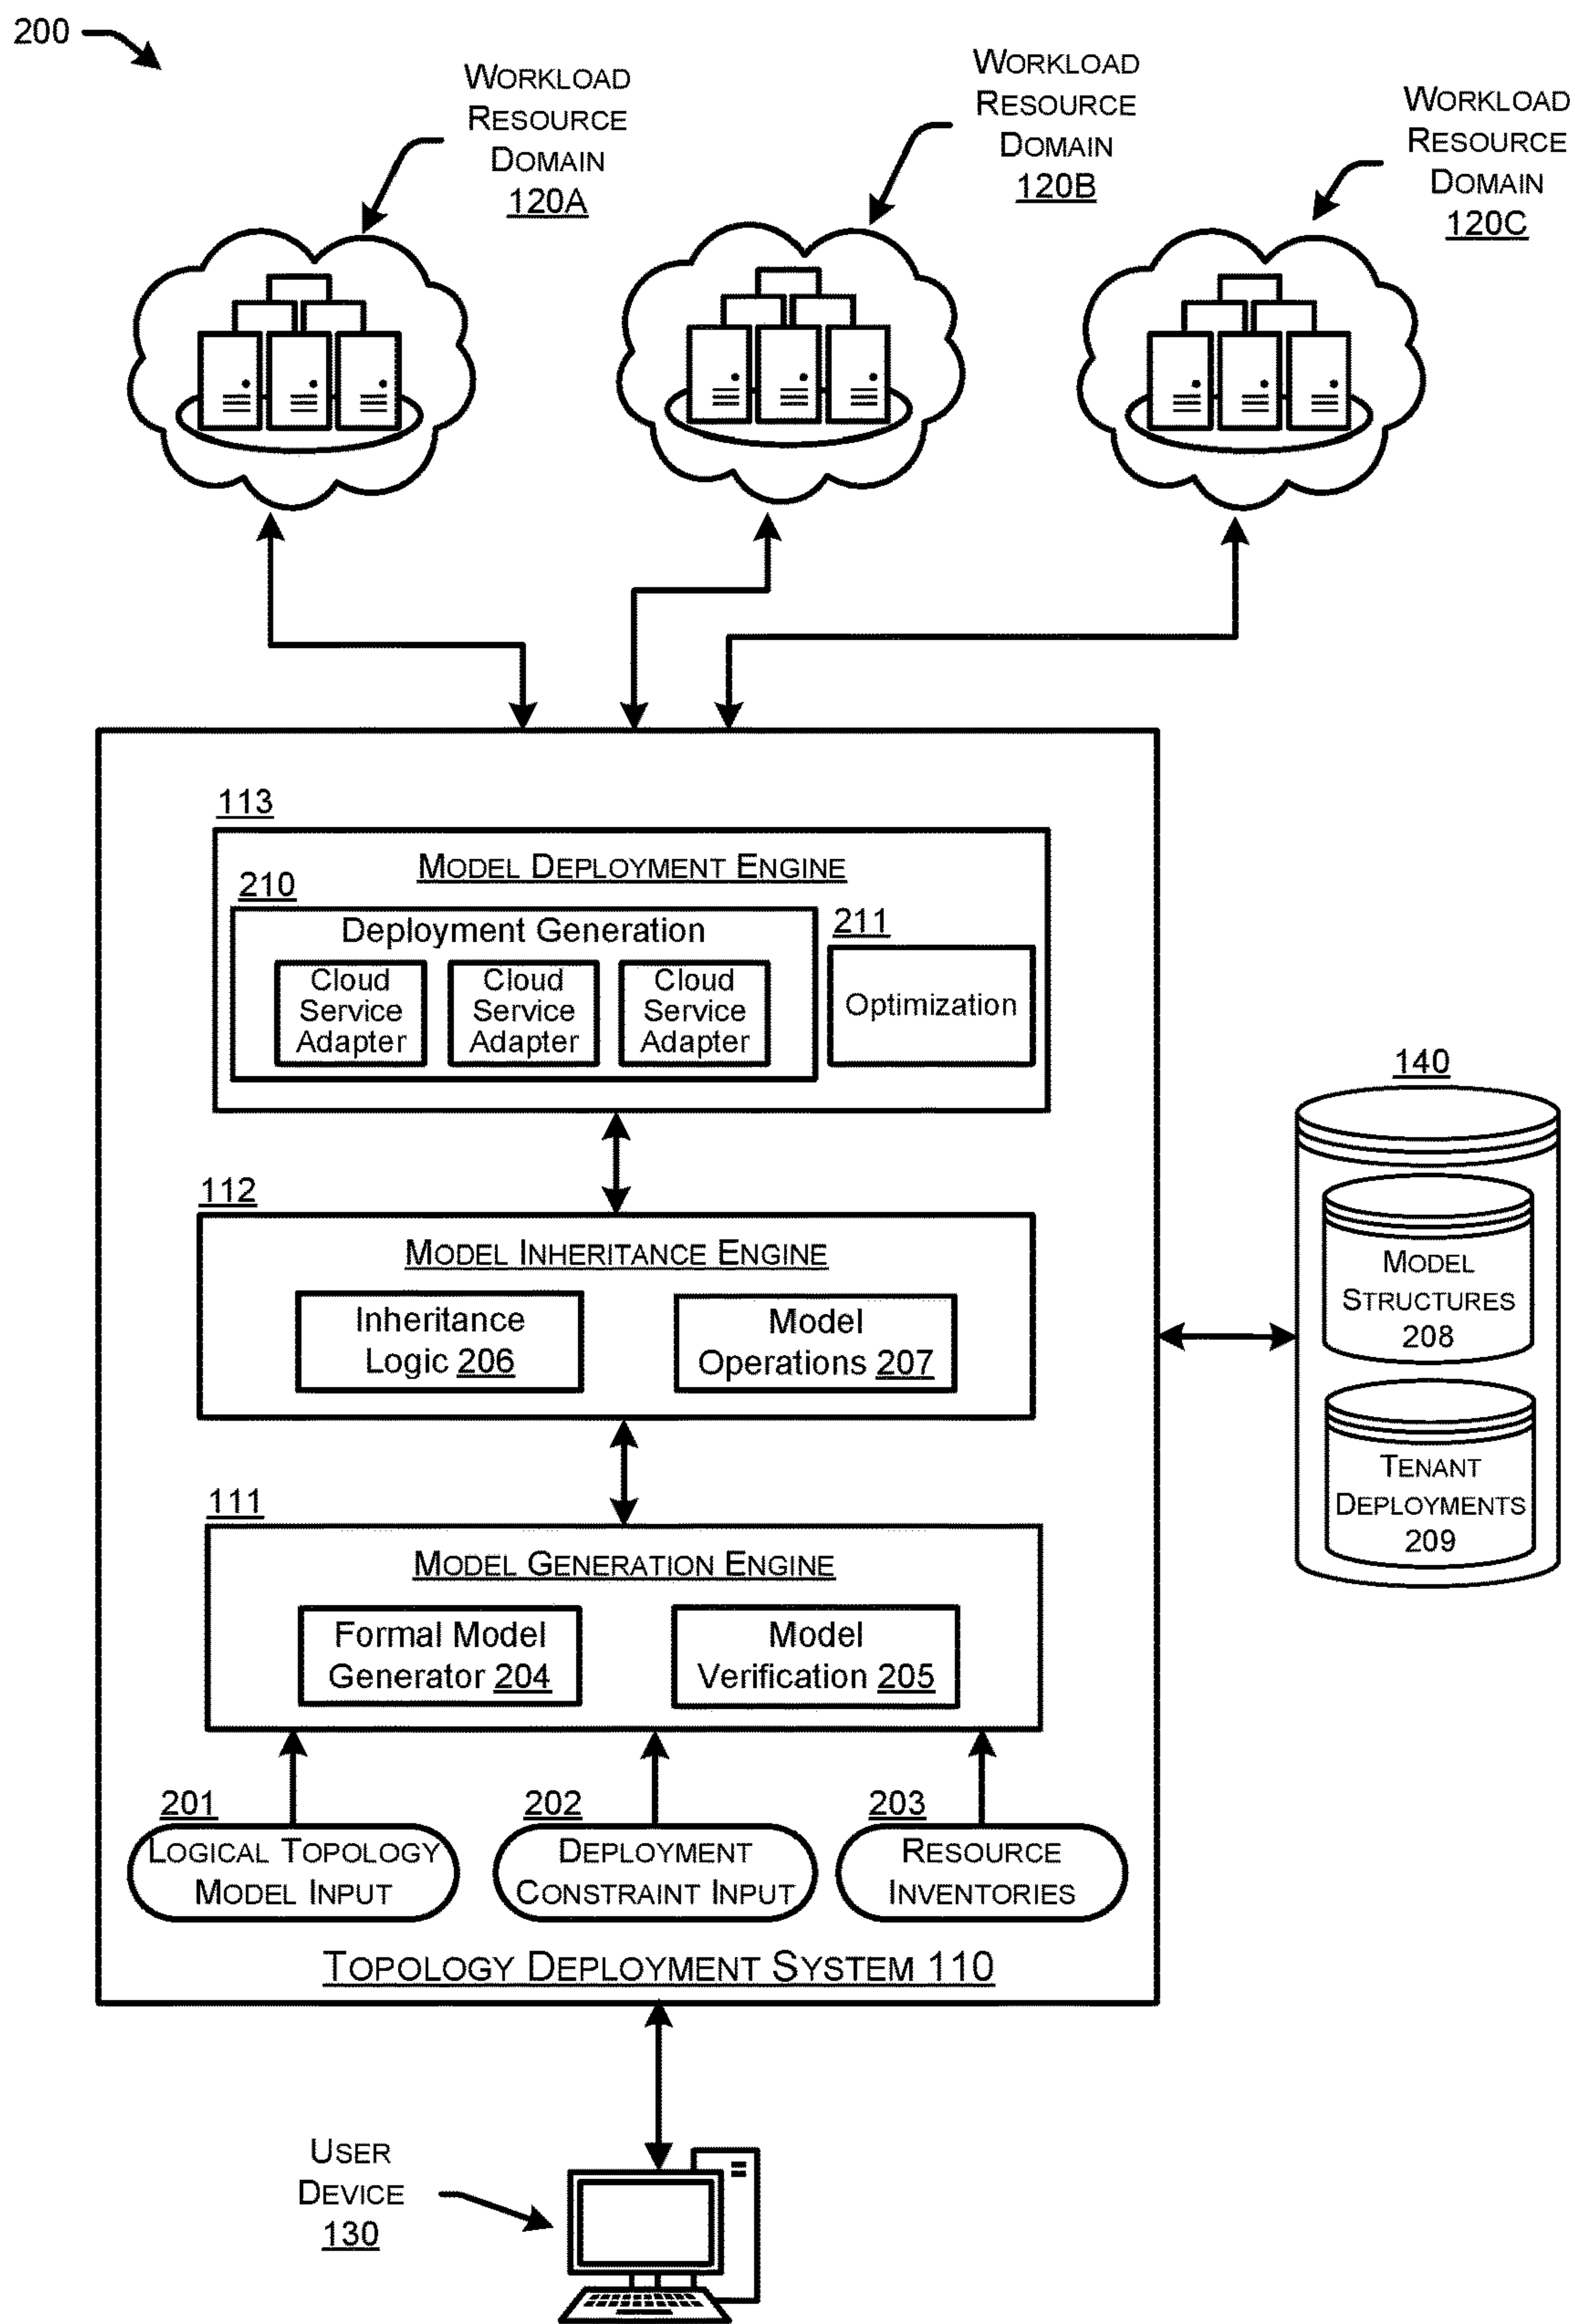 200
WORKLOAD
RESOURCE
DOMAIN
120A
WORKLOAD
RESOURCE
DOMAIN
120B
WORKLOAD
RESOURCE
DOMAIN
120C
113
MODEL DEPLOYMENT ENGINE
210
Deployment Generation
Cloud
Service
Adapter
Cloud
Service
Adapter
Cloud
Service
Adapter
211
Optimization
140
MODEL
STRUCTURES
208
TENANT
DEPLOYMENTS
209
112
MODEL INHERITANCE ENGINE
Inheritance
Logic 206
Model
Operations 207
111
MODEL GENERATION ENGINE
Formal Model
Generator 204
Model
Verification 205
201
LOGICAL TOPOLOGY
MODEL INPUT
202
DEPLOYMENT
CONSTRAINT INPUT
203
RESOURCE
INVENTORIES
TOPOLOGY DEPLOYMENT SYSTEM 110
USER
DEVICE
130